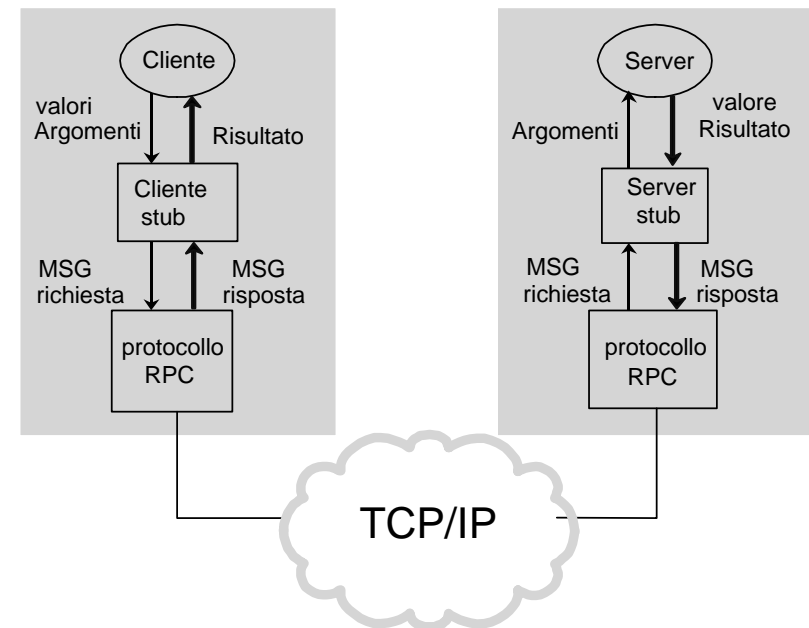 Cliente
valori
Argomenti
Risultato
Cliente
stub
MSG
richiesta
MSG
risposta
protocollo
RPC
Server
Argomenti
valore
Risultato
Server
stub
MSG
richiesta
MSG
risposta
protocollo
RPC
TCP/IP